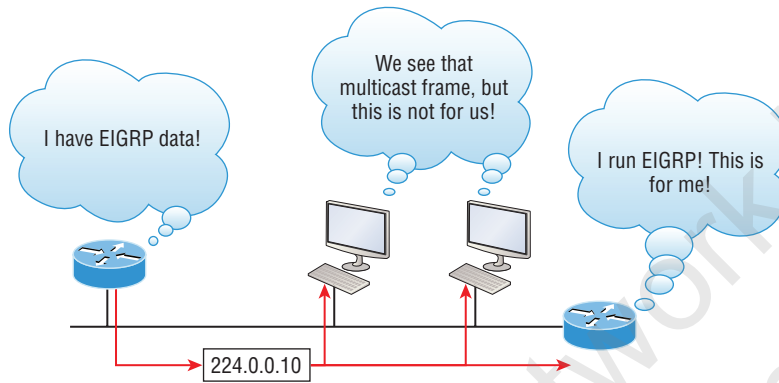 I have EIGRP data!
We see that
multicast frame, but
this is not for us!
I run EIGRP! This is
for me!
224.0.0.10